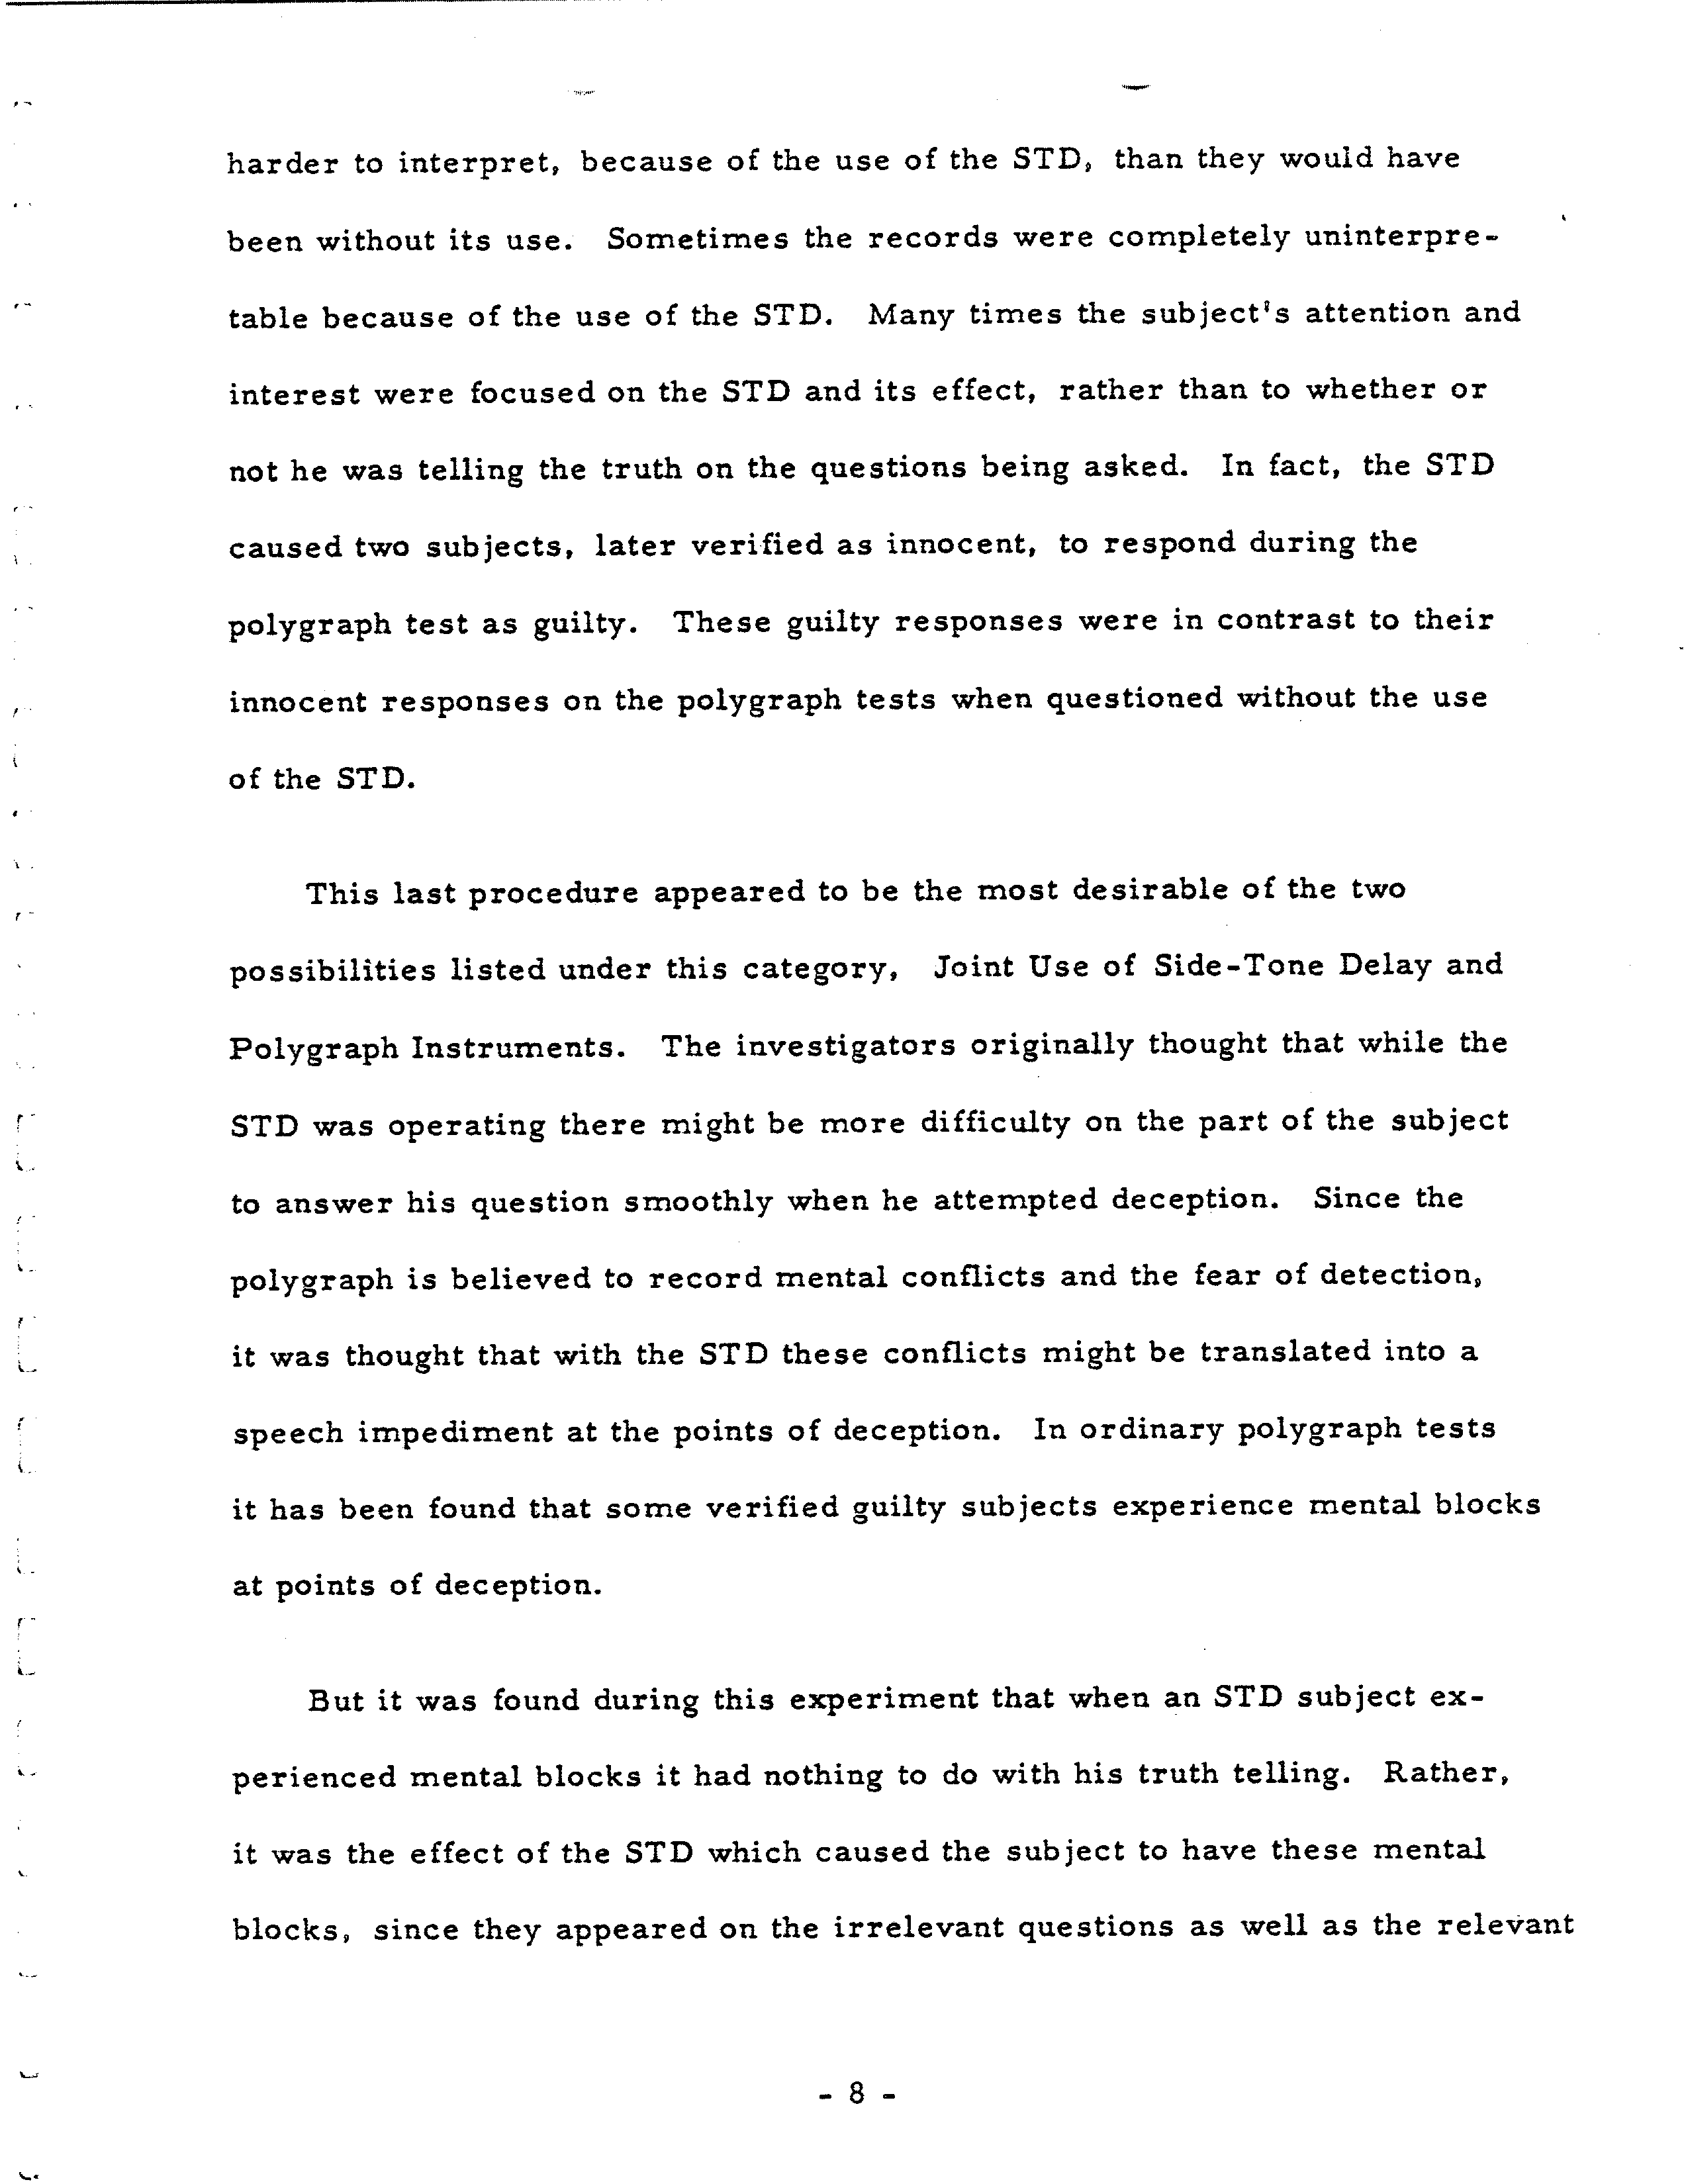 harder to interpret, because of the use of the STD, than they would have
been without its use. Sometimes the records were completely uninterpre-
table because of the use of the STD. Many times the subject's attention and
interest were focused on the STD and its effect, rather than to whether or
not he was telling the truth on the questions being asked. In fact, the STD
caused two subjects, later verified as innocent, to respond during the
polygraph test as guilty. These guilty responses were in contrast to their
innocent responses on the polygraph tests when questioned without the use
of the STD.
This last procedure appeared to be the most desirable of the two
possibilities listed under this category, Joint Use of Side-Tone Delay and
Polygraph Instruments. The investigators originally thought that while the
STD was operating there might be more difficulty on the part of the subject
to answer his question smoothly when he attempted deception. Since the
polygraph is believed to record mental conflicts and the fear of detection,
it was thought that with the STD these conflicts might be translated into a
speech impediment at the points of deception. In ordinary polygraph tests
it has been found that some verified guilty subjects experience mental blocks
at points of deception.
But it was found during this experiment that when an STD subject ex-
perienced mental blocks it had nothing to do with his truth telling. Rather,
it was the effect of the STD which caused the subject to have these mental
blocks, since they appeared on the irrelevant questions as well as the relevant
- 8 -